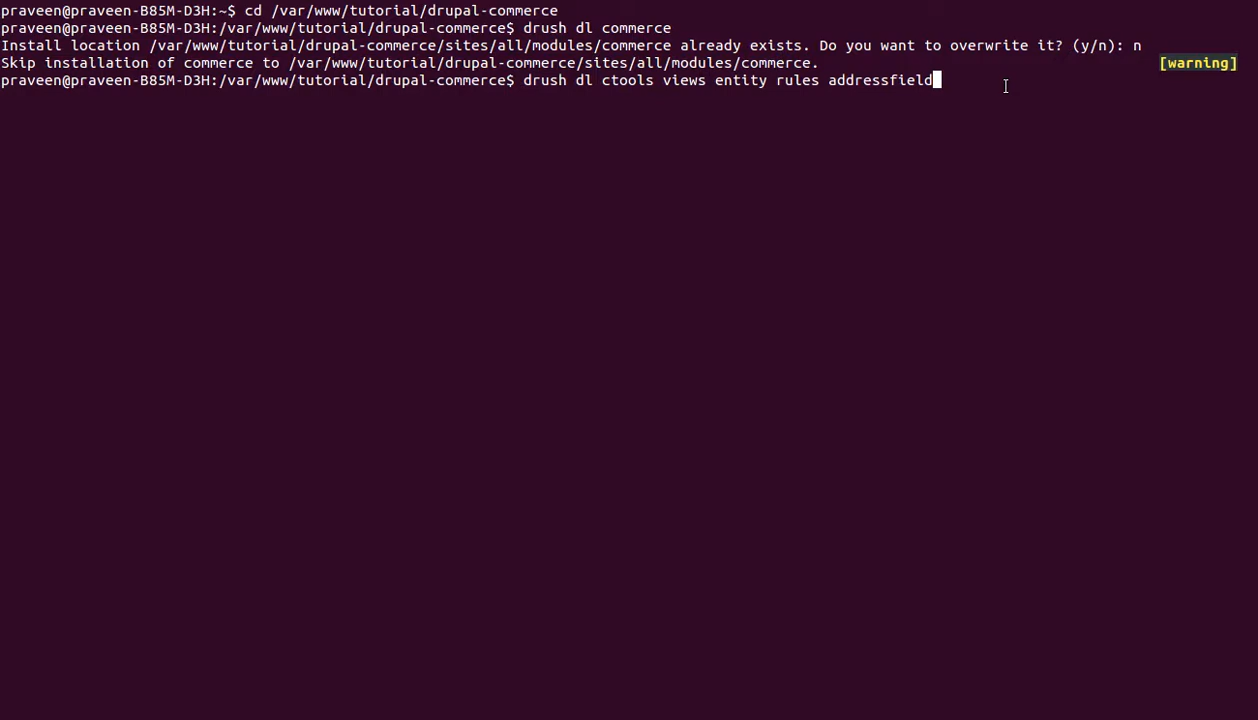 praveen@praveen-B85M-D3H:~$ cd /var/www/tutorial/drupal-commerce
praveen@praveen-B85M-D3H:/var/www/tutorial/drupal-commerce$ drush dl commerce
Install location /var/www/tutorial/drupal-commerce/sites/all/modules/commerce already exists. Do you want to overwrite it? (y/n): n
Skip installation of commerce to /var/www/tutorial/drupal-commerce/sites/all/modules/commerce. [warning]
praveen@praveen-B85M-D3H:/var/www/tutorial/drupal-commerce$ drush dl ctools views entity rules addressfield